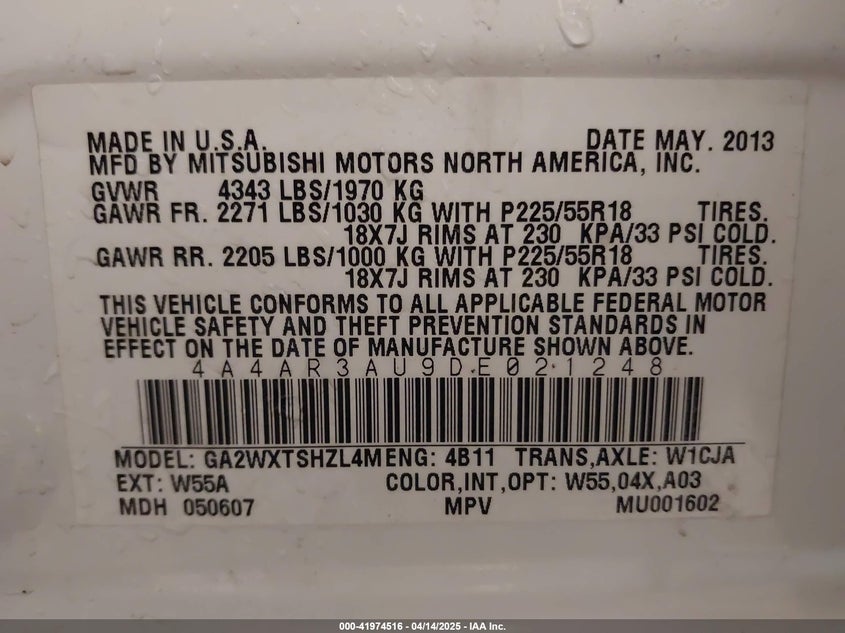 MADE IN U.S.A. DATE MAY. 2013
MFD BY MITSUBISHI MOTORS NORTH AMERICA, INC.
GVWR 4343 LBS/1970 KG
GAWR FR. 2271 LBS/1030 KG WITH P225/55R18 TIRES.
18X7J RIMS AT 230 KPA/33 PSI COLD.
GAWR RR. 2205 LBS/1000 KG WITH P225/55R18 TIRES.
18X7J RIMS AT 230 KPA/33 PSI COLD.
THIS VEHICLE CONFORMS TO ALL APPLICABLE FEDERAL MOTOR
VEHICLE SAFETY AND THEFT PREVENTION STANDARDS IN
EFFECT ON THE DATE OF MANUFACTURE SHOWN ABOVE.
4A4AR3AU9DE021248
MODEL: GA2WXTSHZL4M ENG: 4B11 TRANS,AXLE: W1CJA
EXT: W55A COLOR,INT,OPT: W55,04X,A03
MDH 050607 MPV MU001602
000-41974516 - 04/14/2025 - IAA Inc.